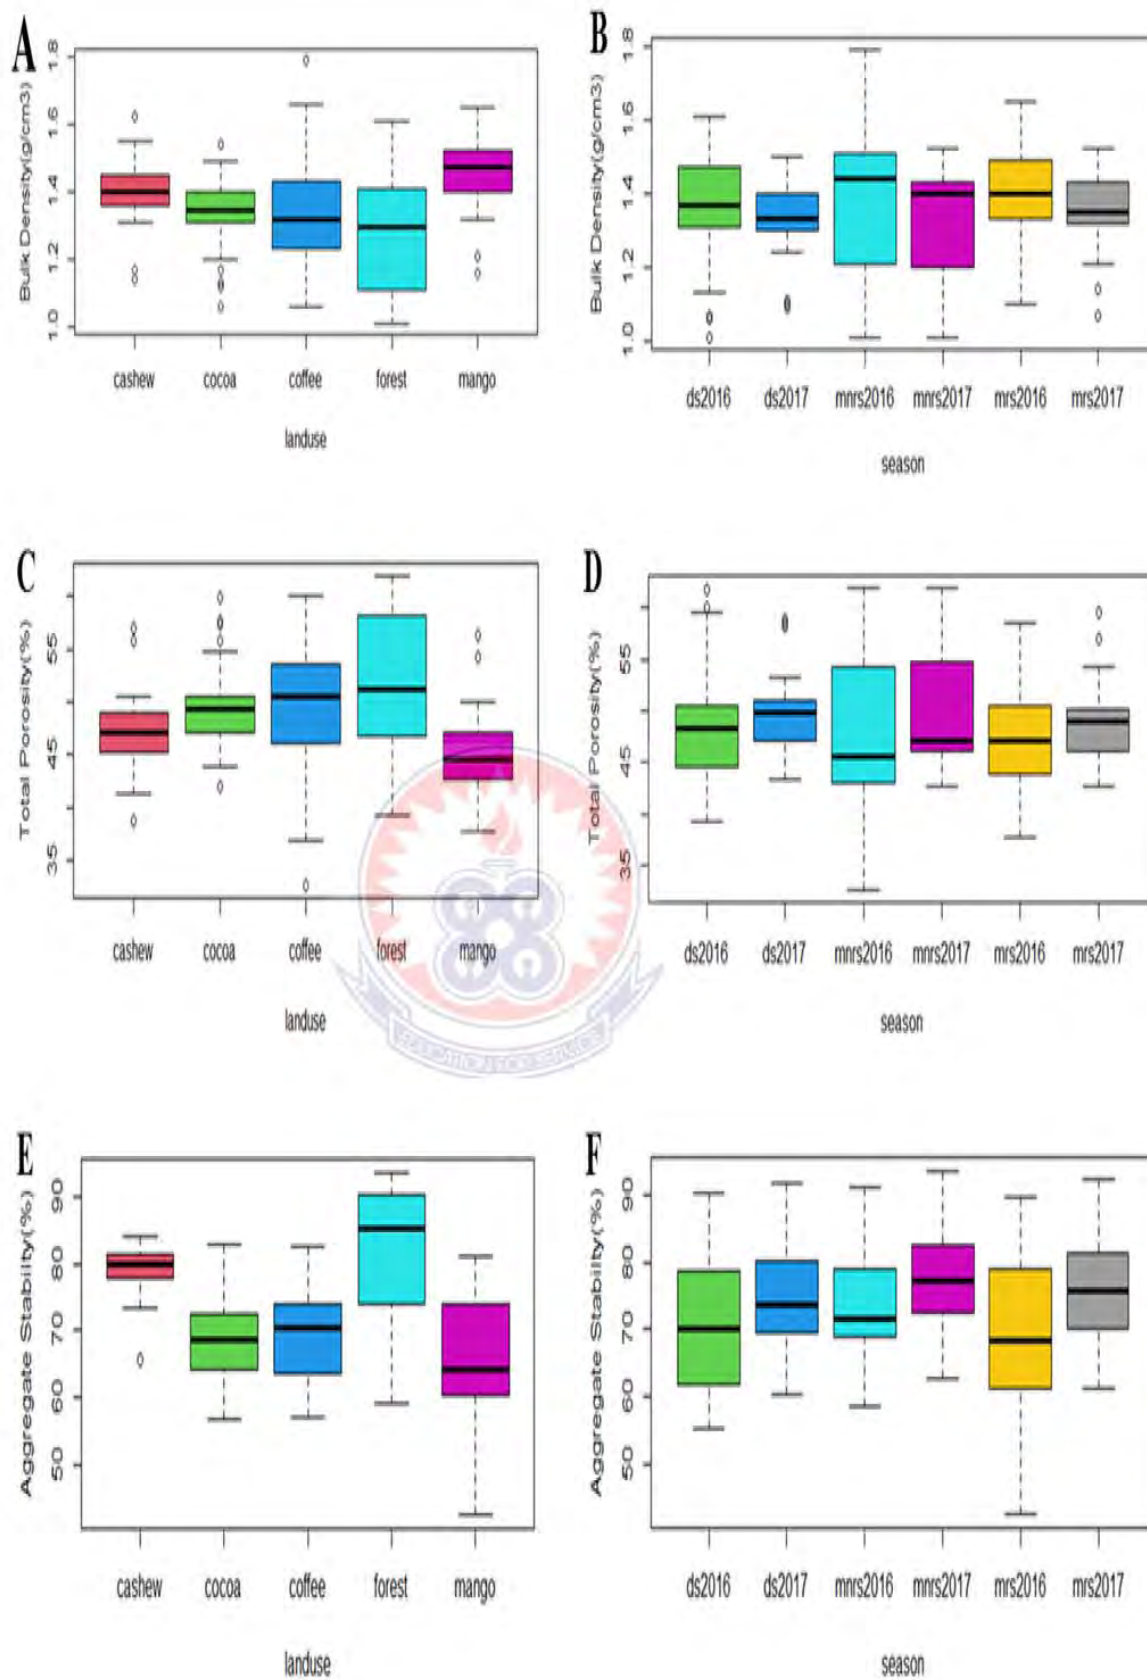 A
Bulk Density(g/cm3)
1.8
1.6
1.4
1.2
1.0
cashew cocoa coffee forest mango
landuse
B
Bulk Density(g/cm3)
1.8
1.6
1.4
1.2
1.0
ds2016 ds2017 mnrs2016 mnrs2017 mrs2016 mrs2017
season
C
Total Porosity(%)
55
45
35
cashew cocoa coffee forest mango
landuse
D
Total Porosity(%)
55
45
35
ds2016 ds2017 mnrs2016 mnrs2017 mrs2016 mrs2017
season
E
Aggregate Stability(%)
90
80
70
60
50
cashew cocoa coffee forest mango
landuse
F
Aggregate Stability(%)
90
80
70
60
50
ds2016 ds2017 mnrs2016 mnrs2017 mrs2016 mrs2017
season